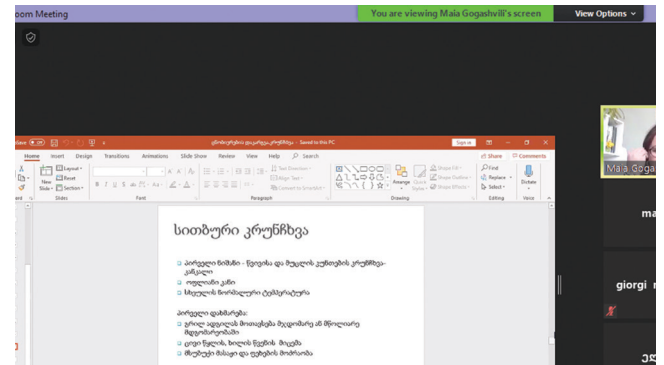 oom Meeting
You are viewing Maia Gogashvili's screen
View Options
Saved to this PC
Sign in
Home Insert Design Transitions Animations Slide Show Review View Help Search
Share Comments
Layout
Reset
Section
New Slide
Text Direction
Align Text
Convert to SmartArt
Arrange
Quick Styles
Shape Fill
Shape Outline
Shape Effects
Find
Replace
Select
Dictate
Slides Font Paragraph Drawing Editing Voice
სითბური კრუნჩხვა
პირველი ნიშანი – წვივისა და მუცლის კუნთების კრუნჩხვა-
კანკალი
ოფლიანი კანი
სხეულის ნორმალური ტემპერატურა
პირველი დახმარება:
გრილ ადგილას მოთავსება მჯდომარე ან მწოლიარე
მდგომარეობაში
ცივი წყლის, ხილის წვენის მიცემა
მსუბუქი მასაჟი და ფეხების მოძრაობა
Maia Goga
ma
giorgi